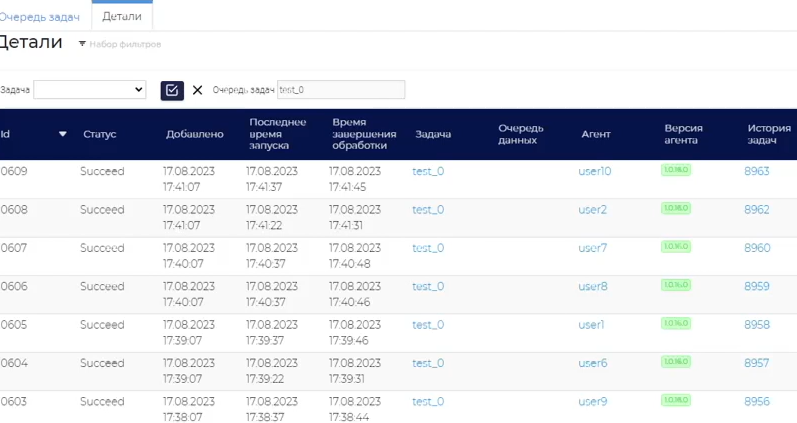 Очередь задач Детали
Детали Набор фильтров
Задача Очередь задач test_0
Id Статус Добавлено Последнее время запуска Время завершения обработки Задача Очередь данных Агент Версия агента История задач
0609 Succeed 17.08.2023 17:41:07 17.08.2023 17:41:37 17.08.2023 17:41:45 test_0 user10 1.0.16.0 8963
0608 Succeed 17.08.2023 17:41:07 17.08.2023 17:41:22 17.08.2023 17:41:31 test_0 user2 1.0.16.0 8962
0607 Succeed 17.08.2023 17:40:07 17.08.2023 17:40:37 17.08.2023 17:40:48 test_0 user7 1.0.16.0 8960
0606 Succeed 17.08.2023 17:40:07 17.08.2023 17:40:37 17.08.2023 17:40:46 test_0 user8 1.0.16.0 8959
0605 Succeed 17.08.2023 17:39:07 17.08.2023 17:39:37 17.08.2023 17:39:46 test_0 user1 1.0.16.0 8958
0604 Succeed 17.08.2023 17:39:07 17.08.2023 17:39:22 17.08.2023 17:39:31 test_0 user6 1.0.16.0 8957
0603 Succeed 17.08.2023 17:38:07 17.08.2023 17:38:37 17.08.2023 17:38:44 test_0 user9 1.0.16.0 8956